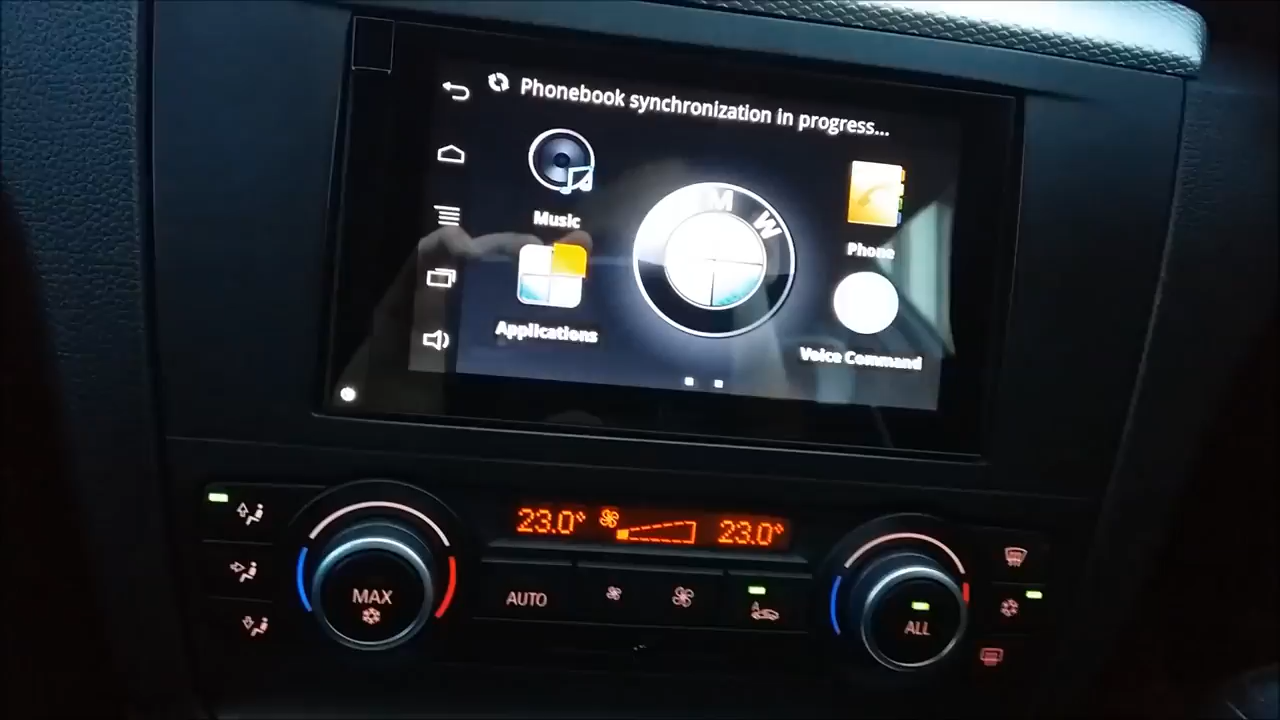 Phonebook synchronization in progress...
Music
M W
Phone
Applications
Voice Command
23.0°
23.0°
MAX
AUTO
A
ALL